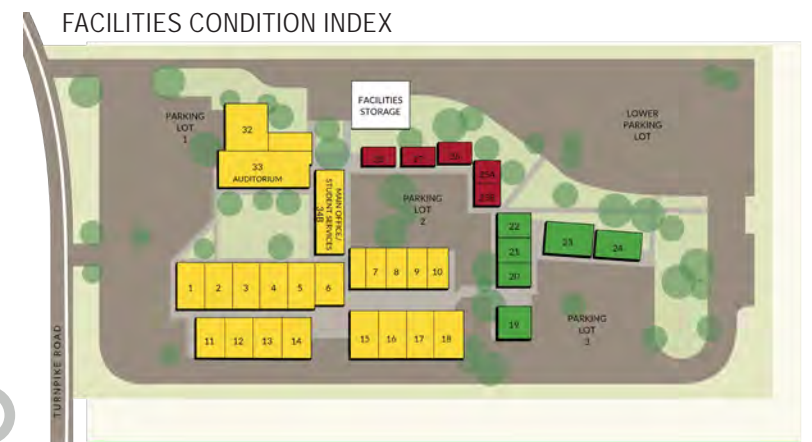 FACILITIES CONDITION INDEX
FACILITIES
STORAGE
PARKING
LOT
1
LOWER
PARKING
LOT
32
33
AUDITORIUM
MAIN OFFICE/
STUDENT SERVICES
34B
PARKING
LOT
2
22
21
20
23
24
1
2
3
4
5
6
7
8
9
10
11
12
13
14
15
16
17
18
19
PARKING
LOT
3
TURNPIKE ROAD